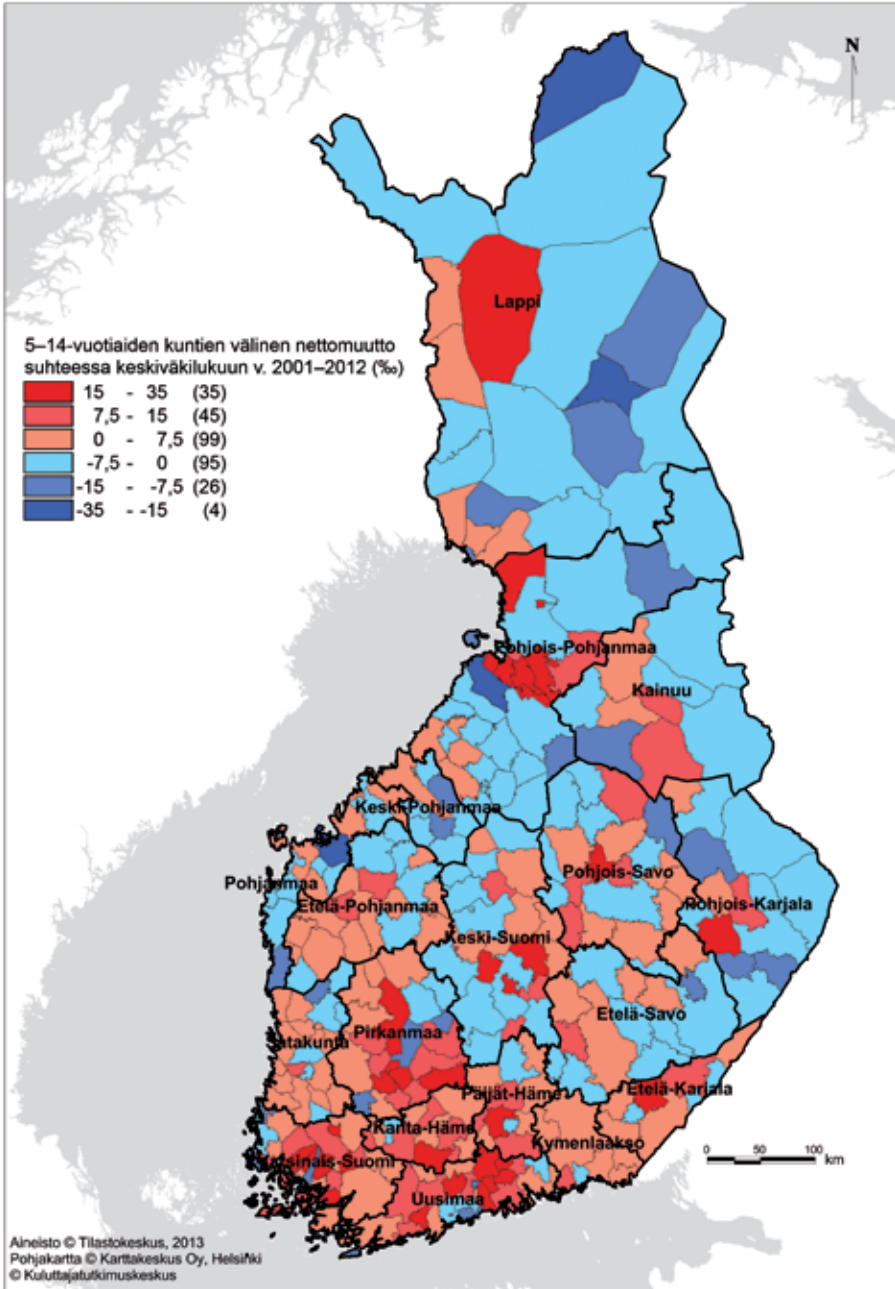 N
Lappi
5–14-vuotiaiden kuntien välinen nettomuutto
suhteessa keskiväkilukuun v. 2001–2012 (‰)
15 - 35 (35)
7,5 - 15 (45)
0 - 7,5 (99)
-7,5 - 0 (95)
-15 - -7,5 (26)
-35 - -15 (4)
Pohjois-Pohjanmaa
Kainuu
Keski-Pohjanmaa
Pohjanmaa
Pohjois-Savo
Etelä-Pohjanmaa
Pohjois-Karjala
Keski-Suomi
Etelä-Savo
Pirkanmaa
Satakunta
Päijät-Häme
Etelä-Karjala
Kanta-Häme
Kymenlaakso
Varsinais-Suomi
Uusimaa
0 50 100
km
Aineisto © Tilastokeskus, 2013
Pohjakartta © Karttakeskus Oy, Helsinki
© Kuluttajatutkimuskeskus